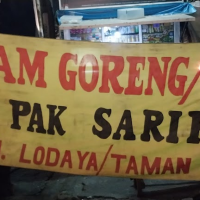 AM GORENG/
PAK SARI
. LODAYA/TAMAN